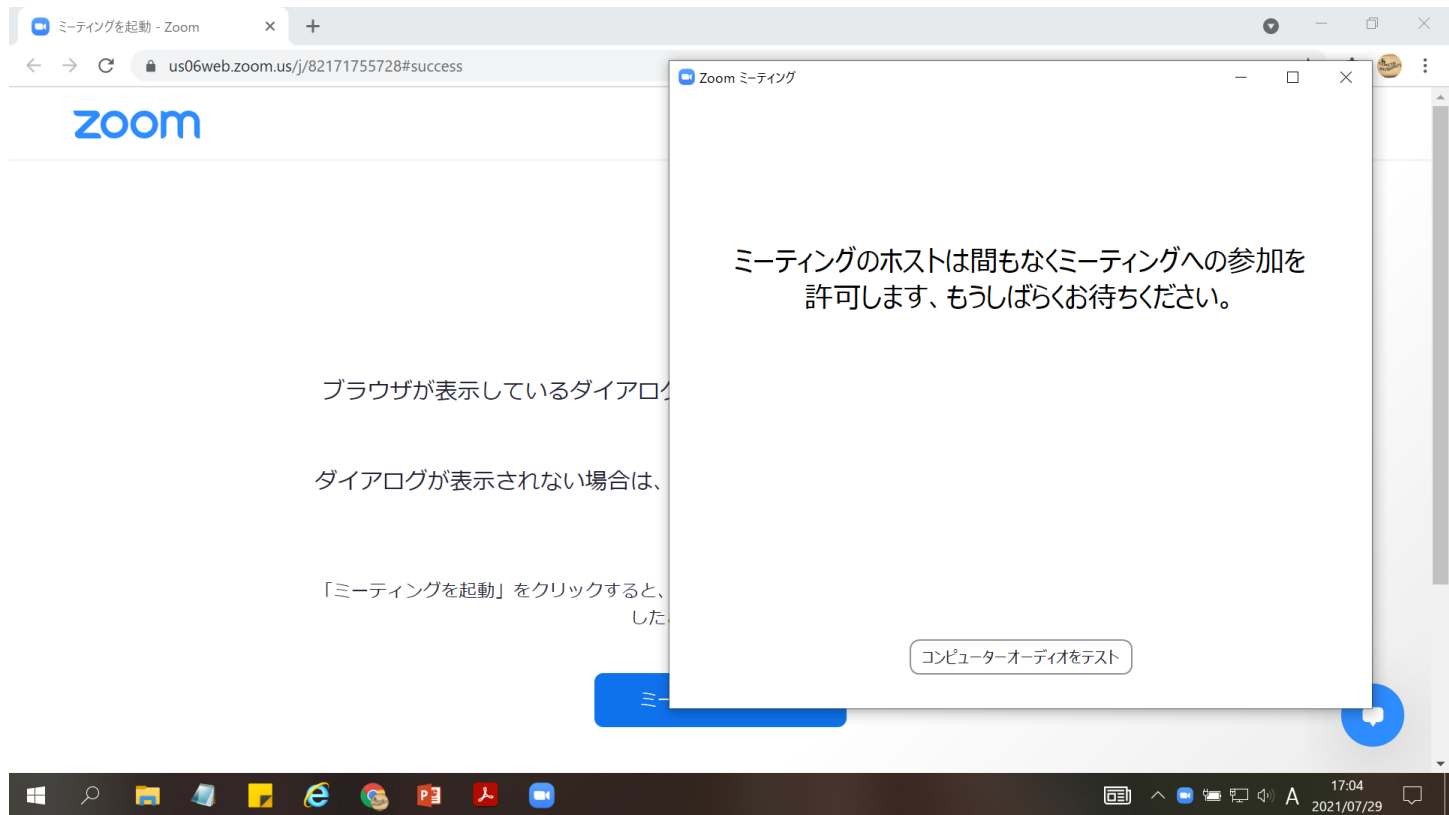 ミーティングを起動 - Zoom
us06web.zoom.us/j/82171755728#success
zoom
Zoom ミーティング
ミーティングのホストは間もなくミーティングへの参加を
許可します、もうしばらくお待ちください。
ブラウザが表示しているダイアログ
ダイアログが表示されない場合は、
「ミーティングを起動」をクリックすると、
した
コンピューターオーディオをテスト
ミー
A
17:04
2021/07/29